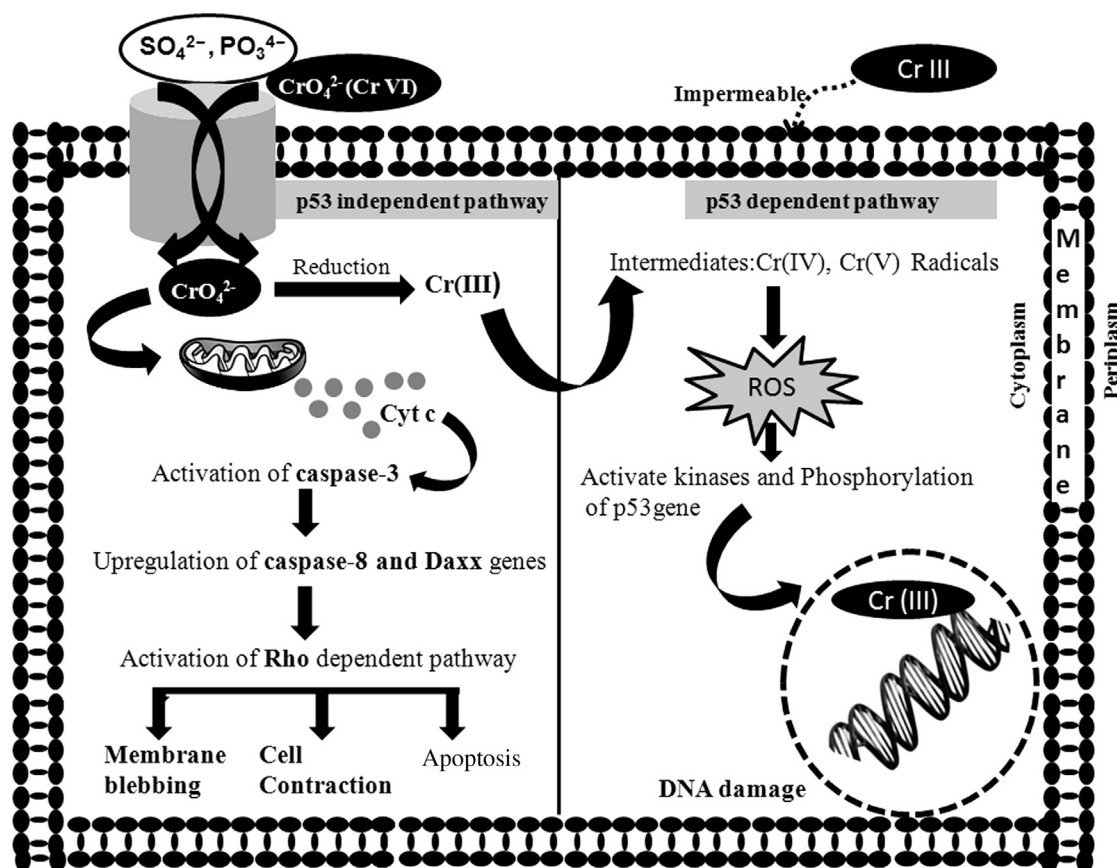 SO₄²⁻, PO₃⁴⁻
CrO₄²⁻ (Cr VI)
Cr III
Impermeable
p53 independent pathway
p53 dependent pathway
Reduction
CrO₄²⁻
Cr(III)
Intermediates:Cr(IV), Cr(V) Radicals
ROS
Cyt c
Activation of caspase-3
Activate kinases and Phosphorylation
of p53gene
Upregulation of caspase-8 and Daxx genes
Cr (III)
Activation of Rho dependent pathway
Membrane
blebbing
Cell
Contraction
Apoptosis
DNA damage
Cytoplasm
Membrane
Periplasm